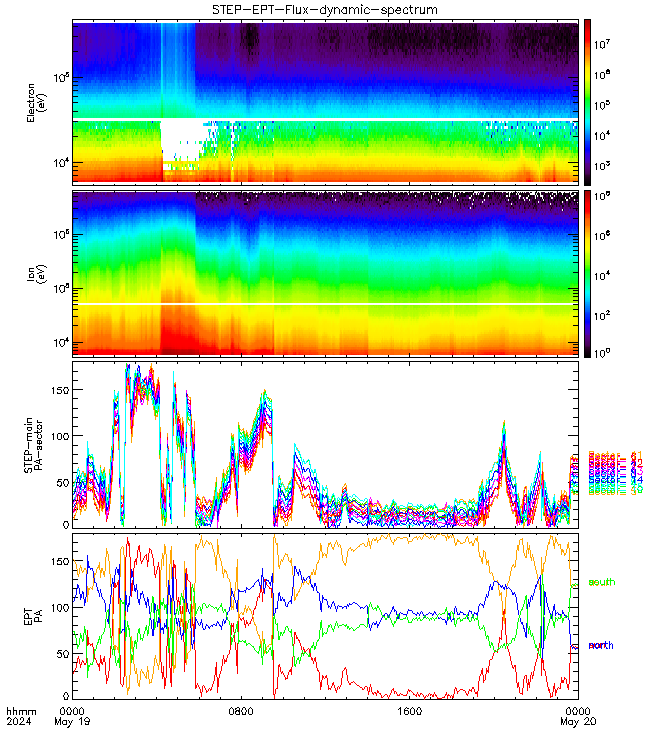 STEP-EPT-Flux-dynamic-spectrum
Electron
(eV)
10⁵
10⁴
10⁷
10⁶
10⁵
10⁴
10³
Ion
(eV)
10⁶
10⁵
10⁴
10⁸
10⁶
10⁴
10²
10⁰
STEP-main
PA-sector
150
100
50
0
EPT
PA
150
100
50
0
south
north
hhmm
2024
0000
May 19
0800
1600
0000
May 20